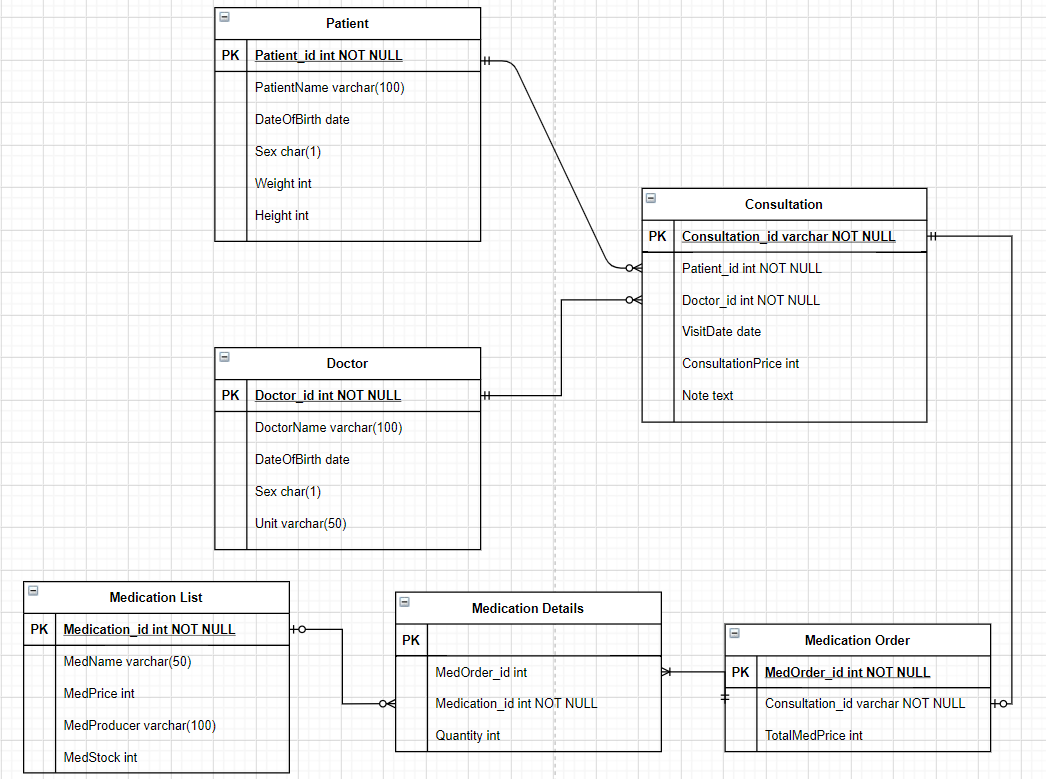 Patient
PK Patient_id int NOT NULL
PatientName varchar(100)
DateOfBirth date
Sex char(1)
Weight int
Height int
Consultation
PK Consultation_id varchar NOT NULL
Patient_id int NOT NULL
Doctor_id int NOT NULL
VisitDate date
ConsultationPrice int
Note text
Doctor
PK Doctor_id int NOT NULL
DoctorName varchar(100)
DateOfBirth date
Sex char(1)
Unit varchar(50)
Medication List
PK Medication_id int NOT NULL
MedName varchar(50)
MedPrice int
MedProducer varchar(100)
MedStock int
Medication Details
PK
MedOrder_id int
Medication_id int NOT NULL
Quantity int
Medication Order
PK MedOrder_id int NOT NULL
Consultation_id varchar NOT NULL
TotalMedPrice int